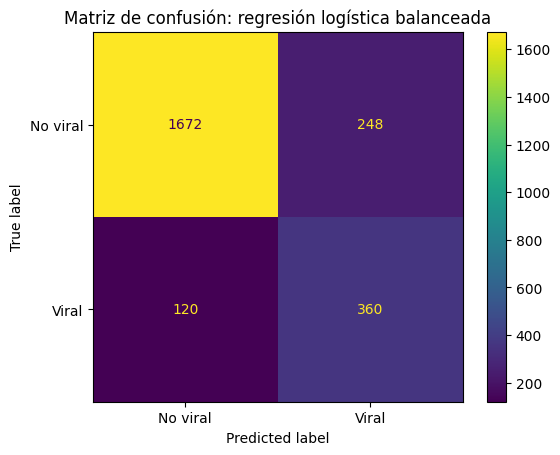 Matriz de confusión: regresión logística balanceada
True label
No viral
1672
248
Viral
120
360
No viral
Viral
Predicted label
1600
1400
1200
1000
800
600
400
200